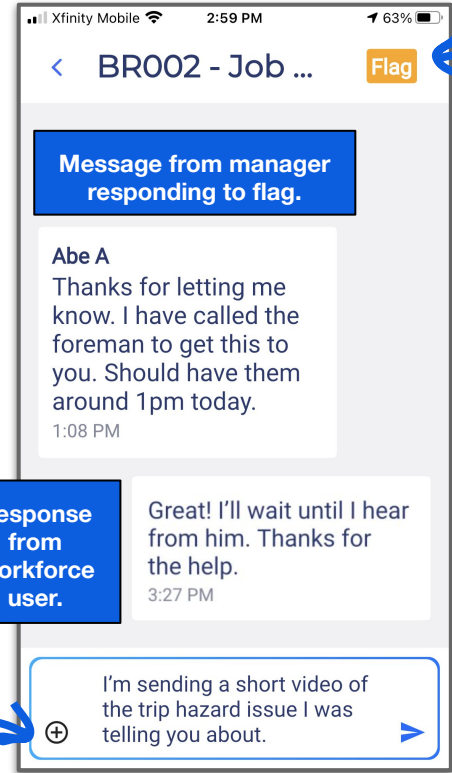 Xfinity Mobile 2:59 PM 63%
BR002 - Job ... Flag
Message from manager
responding to flag.
Abe A
Thanks for letting me
know. I have called the
foreman to get this to
you. Should have them
around 1pm today.
1:08 PM
esponse
from
orkforce
user.
Great! I'll wait until I hear
from him. Thanks for
the help.
3:27 PM
I'm sending a short video of
the trip hazard issue I was
telling you about.